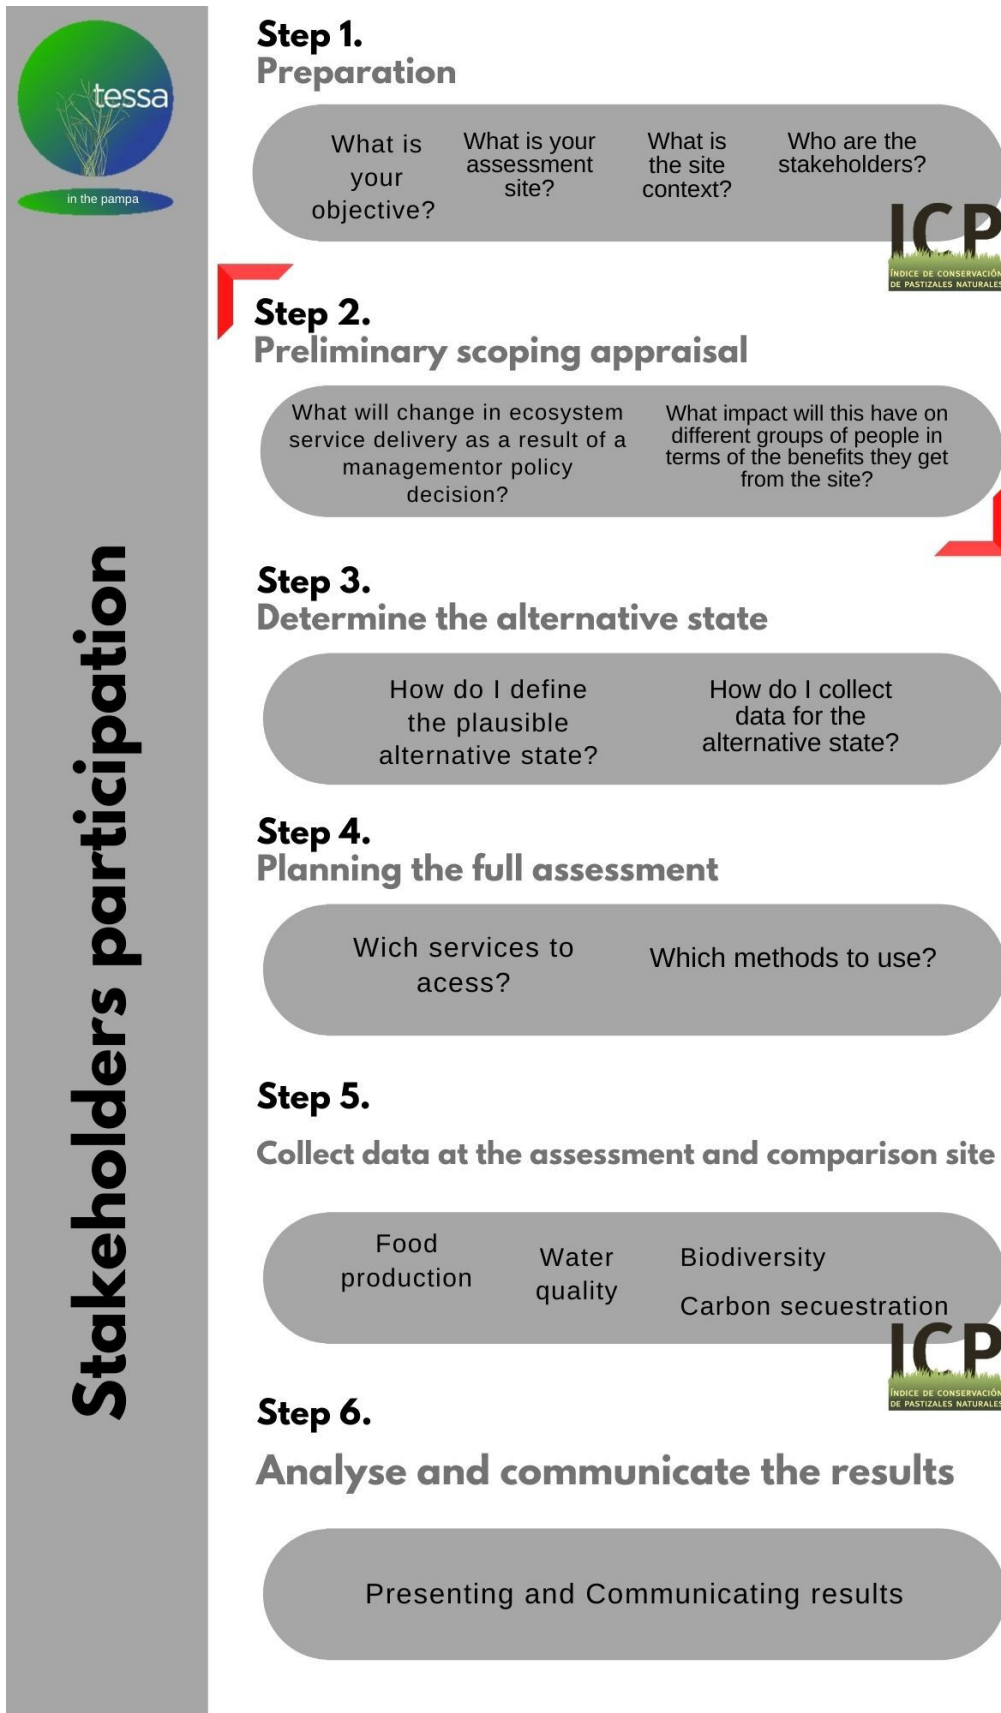 tessa
in the pampa
Stakeholders participation
Step 1.
Preparation
What is
your
objective?
What is your
assessment
site?
What is
the site
context?
Who are the
stakeholders?
ICP
ÍNDICE DE CONSERVACIÓN
DE PASTIZALES NATURALES
Step 2.
Preliminary scoping appraisal
What will change in ecosystem
service delivery as a result of a
managementor policy
decision?
What impact will this have on
different groups of people in
terms of the benefits they get
from the site?
Step 3.
Determine the alternative state
How do I define
the plausible
alternative state?
How do I collect
data for the
alternative state?
Step 4.
Planning the full assessment
Wich services to
acess?
Which methods to use?
Step 5.
Collect data at the assessment and comparison site
Food
production
Water
quality
Biodiversity
Carbon secuestration
ICP
ÍNDICE DE CONSERVACIÓN
DE PASTIZALES NATURALES
Step 6.
Analyse and communicate the results
Presenting and Communicating results